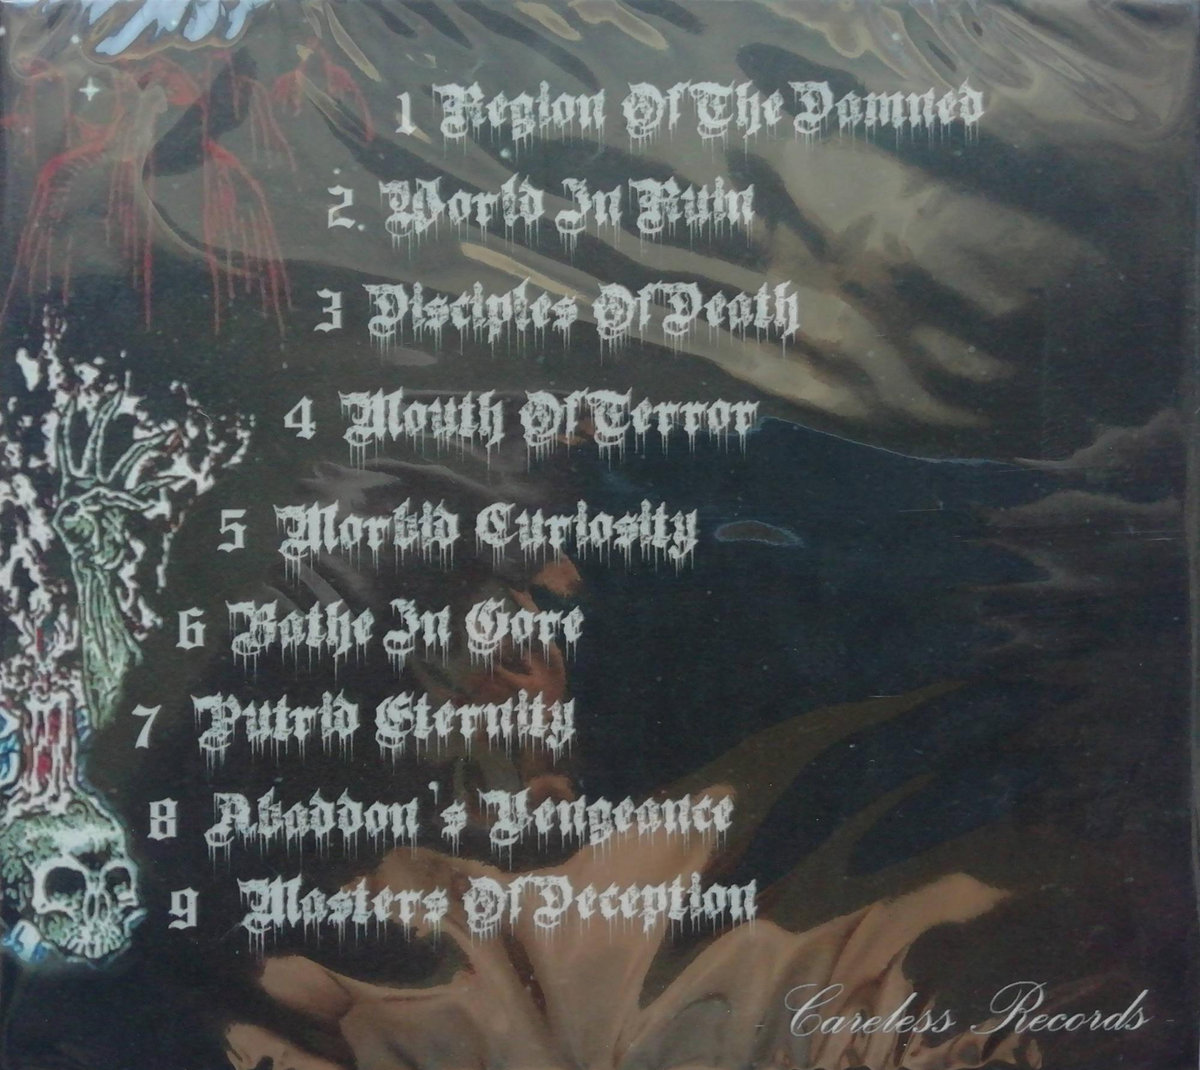 1 Region Of The Damned
2. World In Ruin
3 Disciples Of Death
4 Mouth Of Terror
5 Morbid Curiosity
6 Bathe In Gore
7 Putrid Eternity
8 Abaddon's Vengeance
9 Masters Of Deception
Careless Records